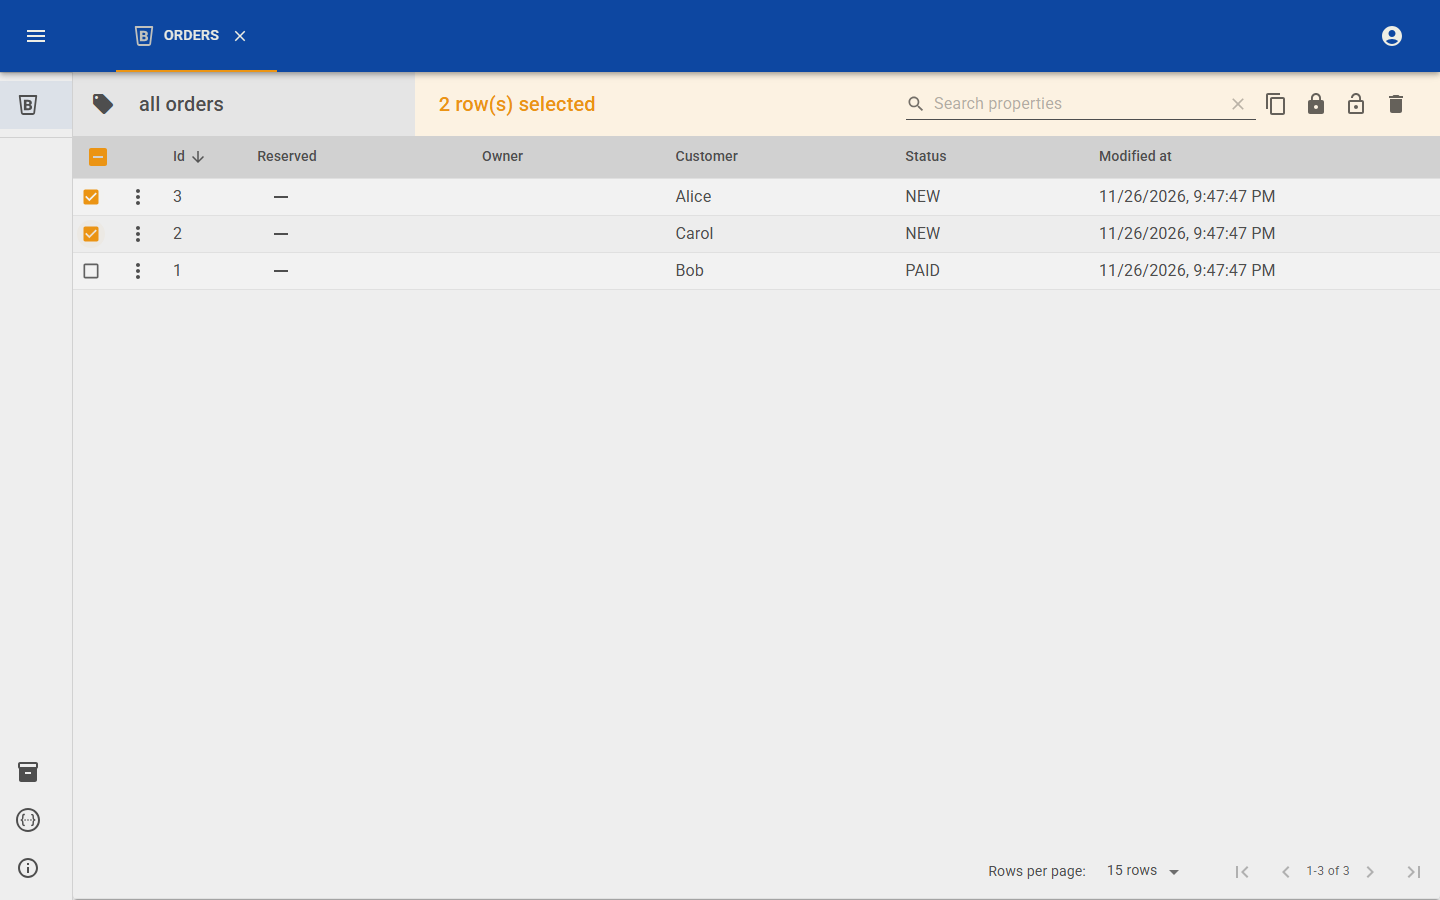 ORDERS
all orders
2 row(s) selected
Search properties
Id Reserved Owner Customer Status Modified at
3 — Alice NEW 11/26/2026, 9:47:47 PM
2 — Carol NEW 11/26/2026, 9:47:47 PM
1 — Bob PAID 11/26/2026, 9:47:47 PM
Rows per page: 15 rows 1-3 of 3